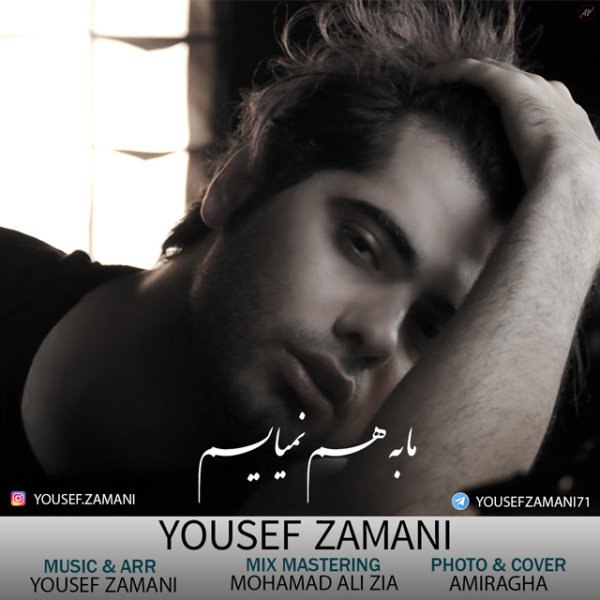 ما به هم نمیاییم
YOUSEF.ZAMANI
YOUSEFZAMANI71
YOUSEF ZAMANI
MUSIC & ARR
YOUSEF ZAMANI
MIX MASTERING
MOHAMAD ALI ZIA
PHOTO & COVER
AMIRAGHA